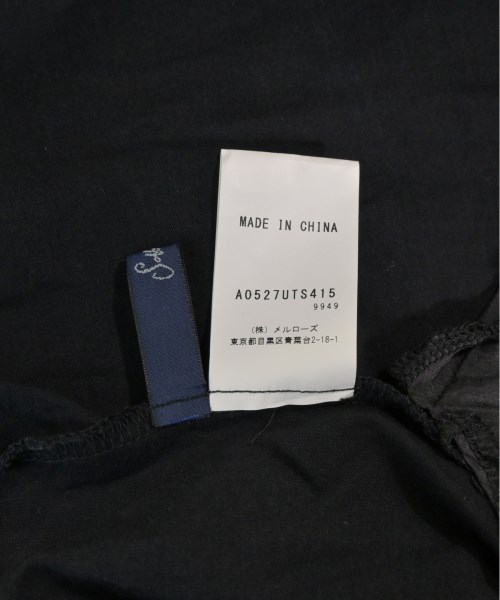 MADE IN CHINA
A0527UTS415
9949
(株) メルローズ
東京都目黒区青葉台2-18-1